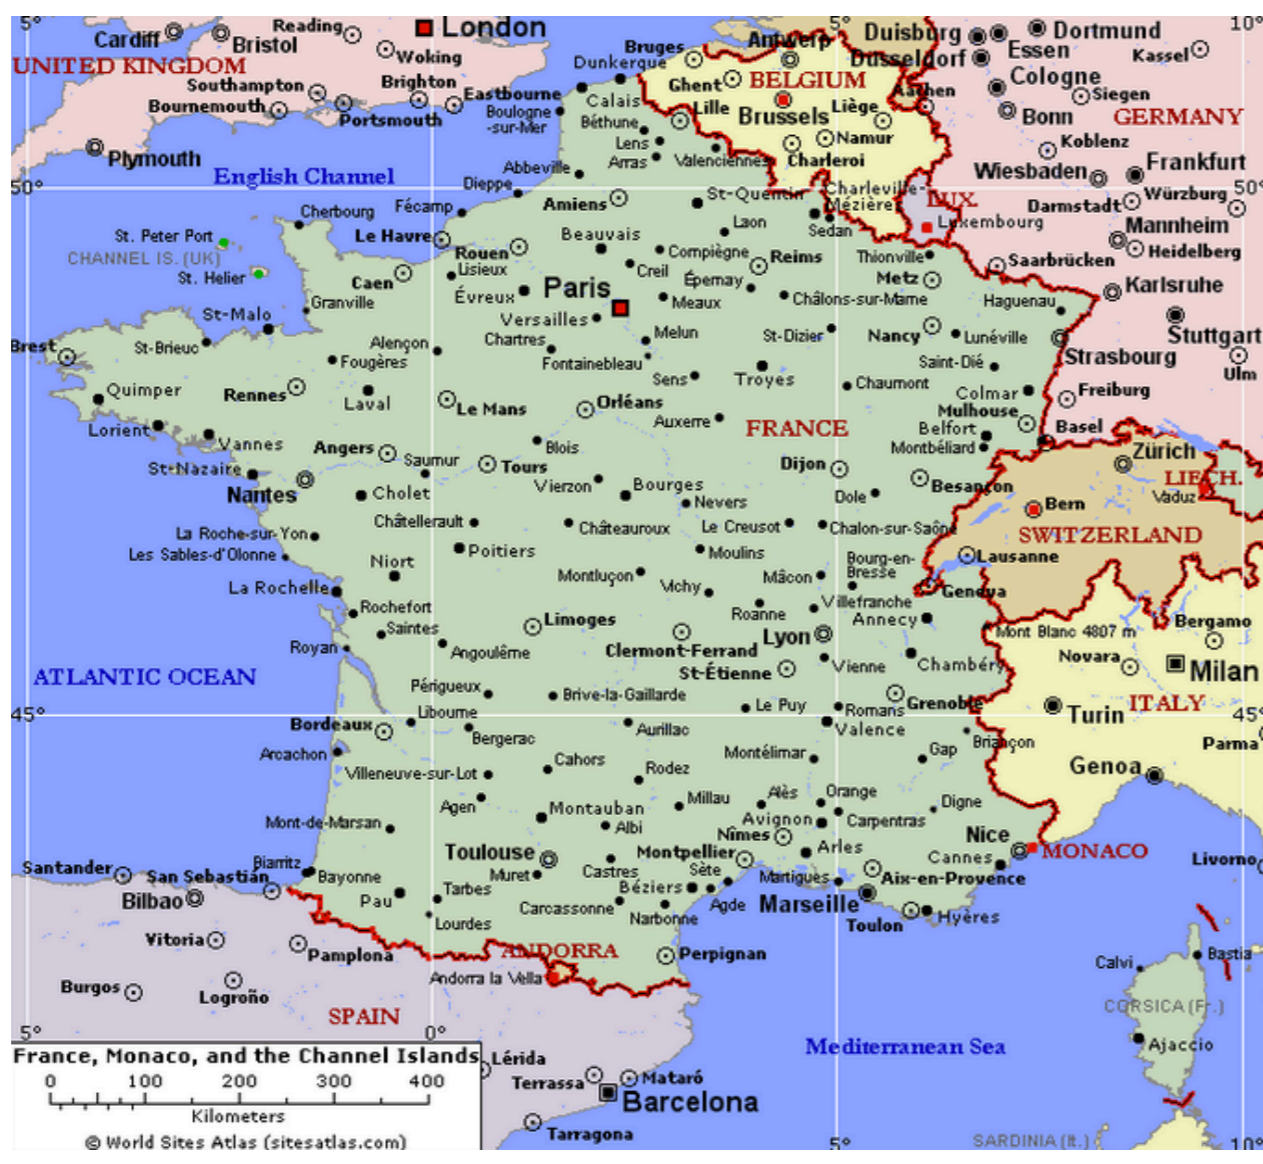 5°
Cardiff
Bristol
Reading
London
Woking
UNITED KINGDOM
Southampton
Bournemouth
Portsmouth
Brighton
Eastbourne
Plymouth
English Channel
Bruges
Dunkerque
Antwerp
Ghent
BELGIUM
Brussels
Liège
Lille
Namur
Charleroi
5°
Duisburg
Dusseldorf
Dortmund
Essen
Cologne
Aachen
Siegen
Bonn
Kassel
10°
GERMANY
Koblenz
Wiesbaden
Frankfurt
Darmstadt
Würzburg
Mannheim
Heidelberg
Saarbrücken
Karlsruhe
Stuttgart
Ulm
Freiburg
Calais
Boulogne
-sur-Mer
Béthune
Lens
Arras
Valenciennes
Abbeville
Dieppe
50°
50°
Fécamp
Amiens
St-Quentin
Charleville-
Mézières
Sedan
LUX.
Luxembourg
Cherbourg
Le Havre
Rouen
Beauvais
Laon
Compiègne
Creil
Reims
Thionville
Metz
St. Peter Port
CHANNEL IS. (UK)
St. Helier
Caen
Lisieux
Évreux
Paris
Épernay
Meaux
Châlons-sur-Marne
Haguenau
Granville
St-Malo
Versailles
Chartres
Melun
Fontainebleau
St-Dizier
Nancy
Lunéville
Strasbourg
Brest
St-Brieuc
Fougères
Alençon
Sens
Troyes
Chaumont
Saint-Dié
Colmar
Quimper
Rennes
Laval
Le Mans
Orléans
Auxerre
FRANCE
Mulhouse
Belfort
Montbéliard
Basel
Lorient
Vannes
Angers
Saumur
Blois
Tours
Dijon
Besançon
Zürich
LIECH.
Vaduz
St-Nazaire
Nantes
Cholet
Vierzon
Bourges
Nevers
Dole
Bern
SWITZERLAND
La Roche-sur-Yon
Châtellerault
Châteauroux
Le Creusot
Chalon-sur-Saône
Les Sables-d'Olonne
Poitiers
Moulins
Bourg-en-
Bresse
Lausanne
Geneva
Niort
Montluçon
Vichy
Mâcon
La Rochelle
Rochefort
Roanne
Villefranche
Annecy
Mont Blanc 4807 m
Saintes
Limoges
Clermont-Ferrand
Lyon
Royan
Angoulême
St-Étienne
Vienne
Chambéry
Bergamo
Novara
Milan
ATLANTIC OCEAN
Périgueux
Brive-la-Gaillarde
Le Puy
Romans
Grenoble
Turin
ITALY
45°
45°
Bordeaux
Libourne
Bergerac
Aurillac
Valence
Briançon
Parma
Arcachon
Villeneuve-sur-Lot
Cahors
Rodez
Montélimar
Gap
Genoa
Agen
Montauban
Millau
Alès
Orange
Digne
Mont-de-Marsan
Albi
Nîmes
Avignon
Carpentras
Nice
MONACO
Santander
San Sebastián
Biarritz
Bayonne
Toulouse
Muret
Castres
Montpellier
Arles
Cannes
Livorno
Bilbao
Pau
Tarbes
Béziers
Sète
Martigues
Aix-en-Provence
Marseille
Lourdes
Carcassonne
Narbonne
Agde
Toulon
Hyères
Vitoria
Pamplona
ANDORRA
Andorra la Vella
Perpignan
Calvi
Bastia
Burgos
Logroño
SPAIN
CORSICA (Fr.)
Ajaccio
5°
0°
Mediterranean Sea
France, Monaco, and the Channel Islands
0 100 200 300 400
Kilometers
© World Sites Atlas (sitesatlas.com)
Lérida
Terrassa
Mataró
Barcelona
Tarragona
5°
SARDINIA (It.)
10°